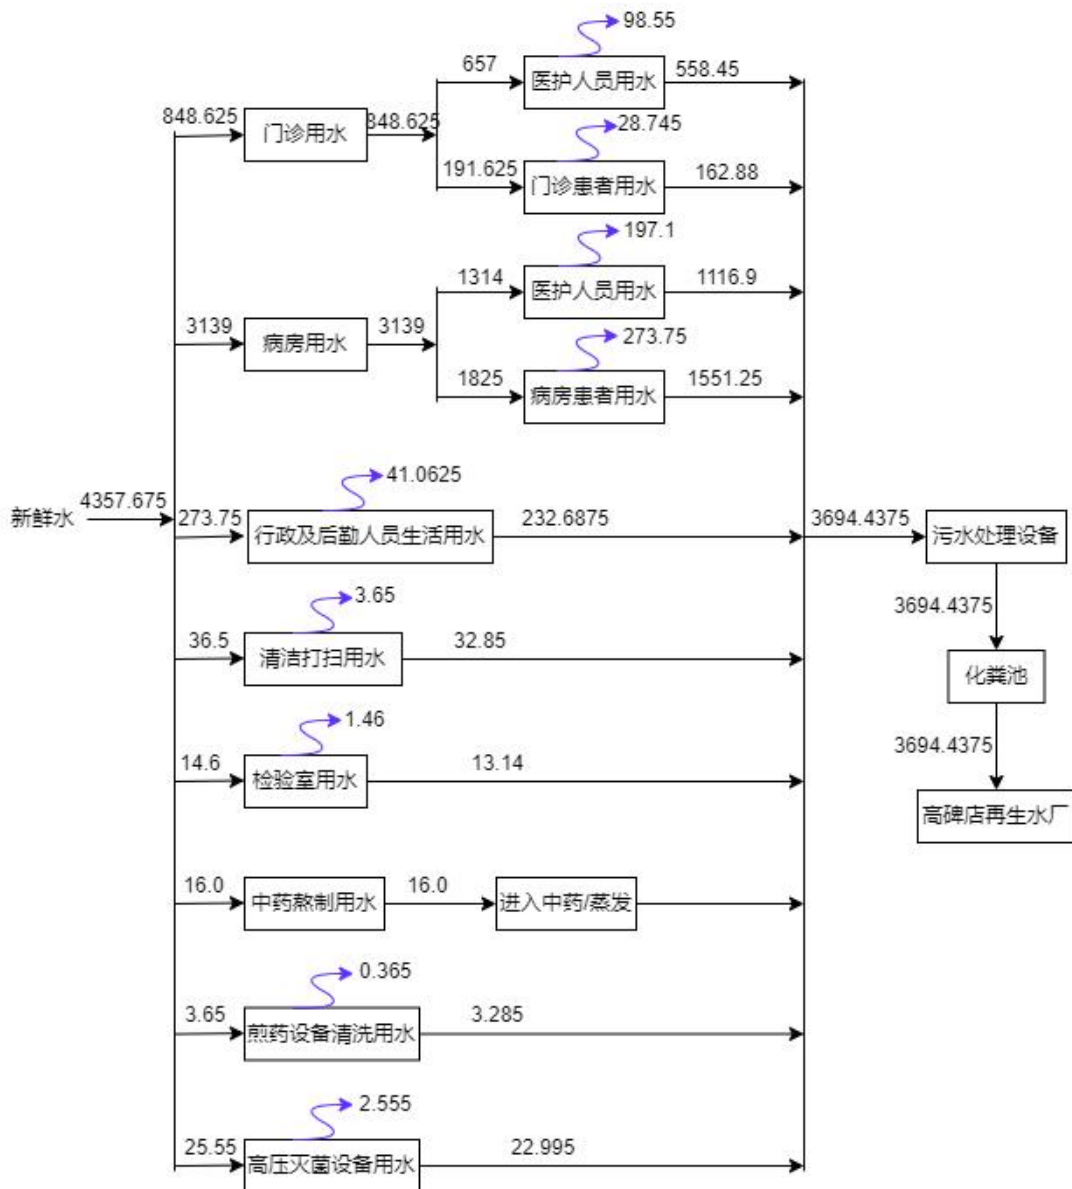 98.55
657
医护人员用水
558.45
848.625
门诊用水
848.625
28.745
191.625
门诊患者用水
162.88
197.1
1314
医护人员用水
1116.9
3139
病房用水
3139
273.75
1825
病房患者用水
1551.25
41.0625
新鲜水
4357.675
273.75
行政及后勤人员生活用水
232.6875
3694.4375
污水处理设备
3.65
3694.4375
36.5
清洁打扫用水
32.85
化粪池
1.46
3694.4375
14.6
检验室用水
13.14
高碑店再生水厂
16.0
中药熬制用水
16.0
进入中药/蒸发
0.365
3.65
煎药设备清洗用水
3.285
2.555
25.55
高压灭菌设备用水
22.995